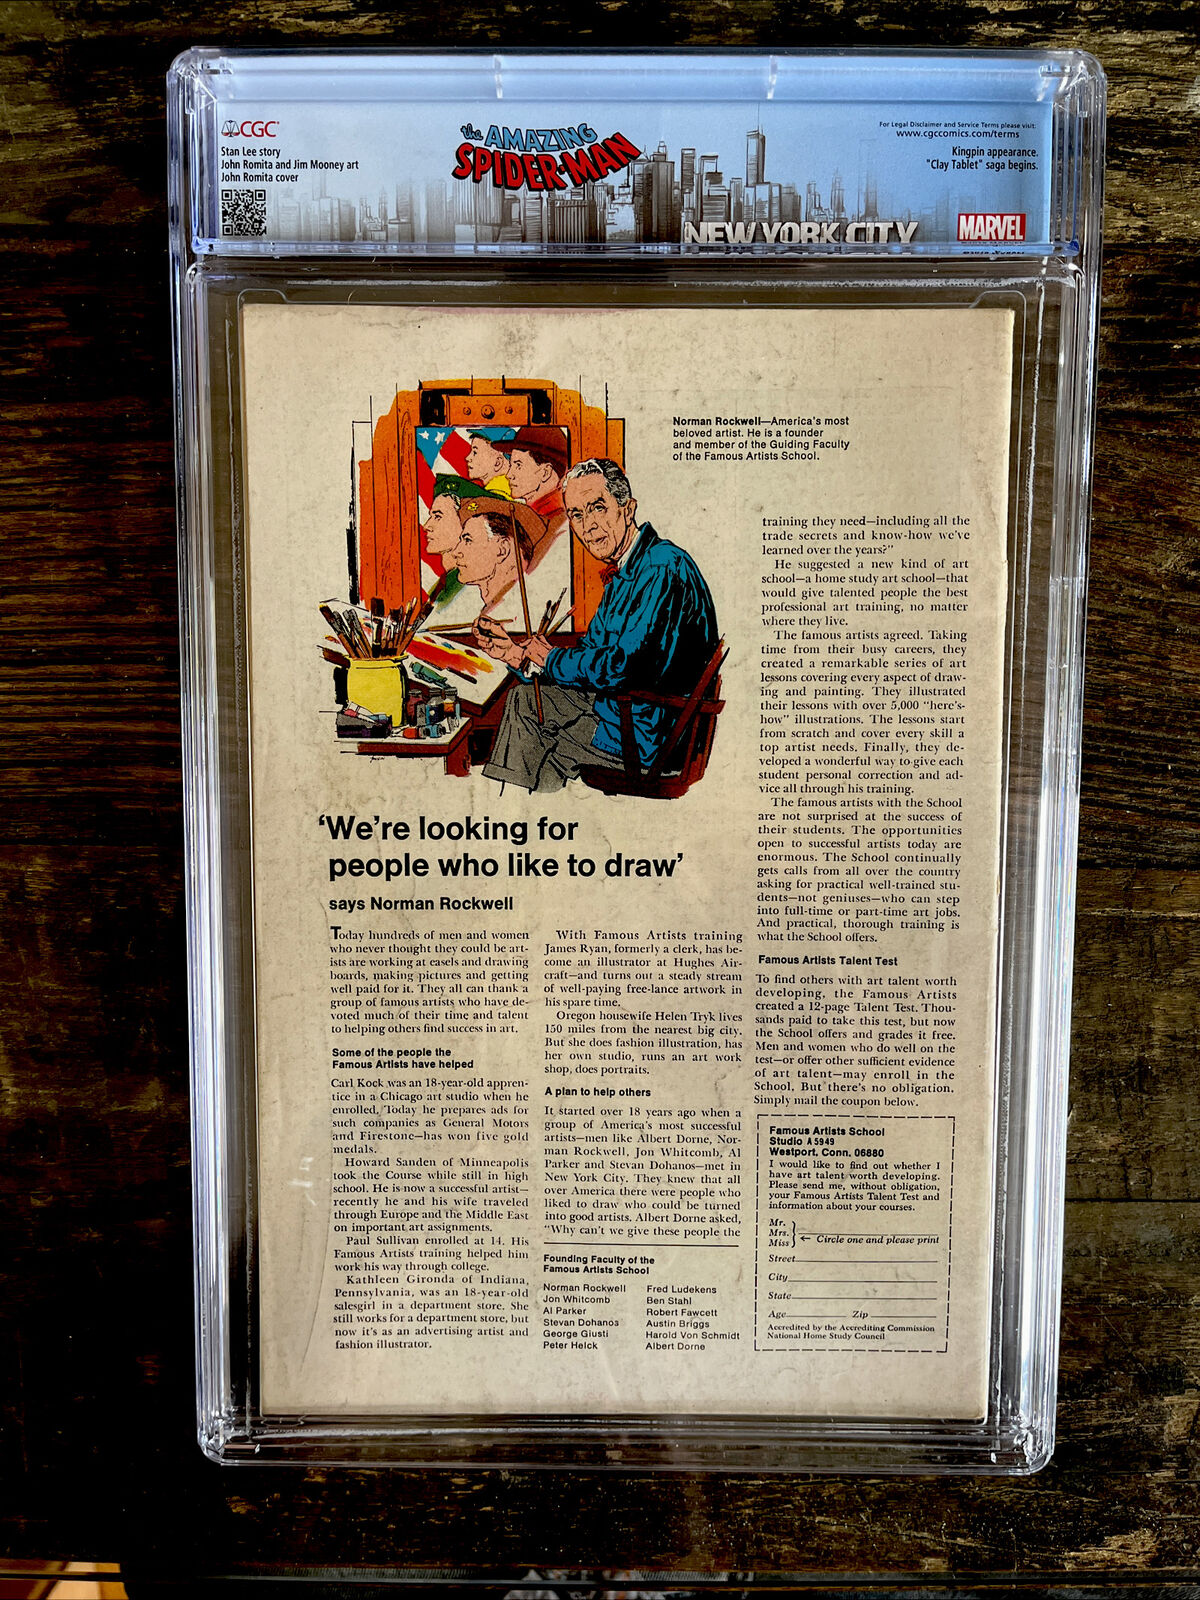 CGC
Stan Lee story
John Romita and Jim Mooney art
John Romita cover
the AMAZING
SPIDER-MAN
For Legal Disclaimer and Service Terms please visit:
www.cgccomics.com/terms
Kingpin appearance.
"Clay Tablet" saga begins.
NEW YORK CITY
MARVEL
Norman Rockwell—America's most
beloved artist. He is a founder
and member of the Guiding Faculty
of the Famous Artists School.
'We're looking for
people who like to draw'
says Norman Rockwell
Today hundreds of men and women
who never thought they could be art-
ists are working at easels and drawing
boards, making pictures and getting
well paid for it. They all can thank a
group of famous artists who have de-
voted much of their time and talent
to helping others find success in art.
Some of the people the
Famous Artists have helped
Carl Kock was an 18-year-old appren-
tice in a Chicago art studio when he
enrolled. Today he prepares ads for
such companies as General Motors
and Firestone—has won five gold
medals.
Howard Sanden of Minneapolis
took the Course while still in high
school. He is now a successful artist—
recently he and his wife traveled
through Europe and the Middle East
on important art assignments.
Paul Sullivan enrolled at 14. His
Famous Artists training helped him
work his way through college.
Kathleen Gironda of Indiana,
Pennsylvania, was an 18-year-old
salesgirl in a department store. She
still works for a department store, but
now it's as an advertising artist and
fashion illustrator.
With Famous Artists training
James Ryan, formerly a clerk, has be-
come an illustrator at Hughes Air-
craft—and turns out a steady stream
of well-paying free-lance artwork in
his spare time.
Oregon housewife Helen Tryk lives
150 miles from the nearest big city.
But she does fashion illustration, has
her own studio, runs an art work
shop, does portraits.
A plan to help others
It started over 18 years ago when a
group of America's most successful
artists—men like Albert Dorne, Nor-
man Rockwell, Jon Whitcomb, Al
Parker and Stevan Dohanos—met in
New York City. They knew that all
over America there were people who
liked to draw who could be turned
into good artists. Albert Dorne asked,
"Why can't we give these people the
Founding Faculty of the
Famous Artists School
Norman Rockwell
Jon Whitcomb
Al Parker
Stevan Dohanos
George Giusti
Peter Helck
Fred Ludekens
Ben Stahl
Robert Fawcett
Austin Briggs
Harold Von Schmidt
Albert Dorne
training they need—including all the
trade secrets and know-how we've
learned over the years?"
He suggested a new kind of art
school—a home study art school—that
would give talented people the best
professional art training, no matter
where they live.
The famous artists agreed. Taking
time from their busy careers, they
created a remarkable series of art
lessons covering every aspect of draw-
ing and painting. They illustrated
their lessons with over 5,000 "here's-
how" illustrations. The lessons start
from scratch and cover every skill a
top artist needs. Finally, they de-
veloped a wonderful way to give each
student personal correction and ad-
vice all through his training.
The famous artists with the School
are not surprised at the success of
their students. The opportunities
open to successful artists today are
enormous. The School continually
gets calls from all over the country
asking for practical well-trained stu-
dents—not geniuses—who can step
into full-time or part-time art jobs.
And practical, thorough training is
what the School offers.
Famous Artists Talent Test
To find others with art talent worth
developing, the Famous Artists
created a 12-page Talent Test. Thou-
sands paid to take this test, but now
the School offers and grades it free.
Men and women who do well on the
test—or offer other sufficient evidence
of art talent—may enroll in the
School. But there's no obligation.
Simply mail the coupon below.
Famous Artists School
Studio A 5949
Westport, Conn. 06880
I would like to find out whether I
have art talent worth developing.
Please send me, without obligation,
your Famous Artists Talent Test and
information about your courses.
Mr.
Mrs.
Miss
← Circle one and please print
Street
City
State
Age Zip
Accredited by the Accrediting Commission
National Home Study Council